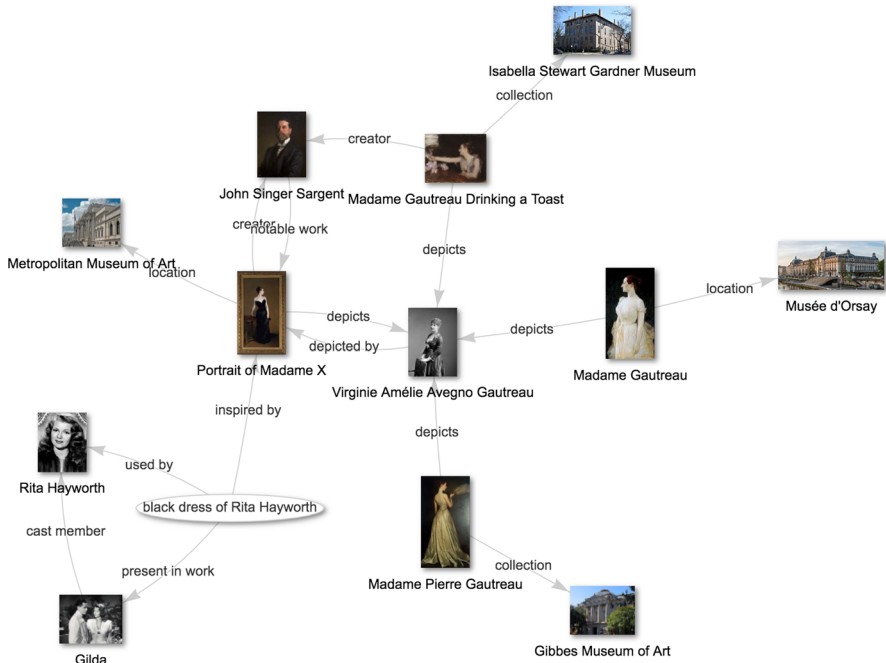 Isabella Stewart Gardner Museum
collection
creator
John Singer Sargent
Madame Gautreau Drinking a Toast
creator
notable work
Metropolitan Museum of Art
location
depicts
location
Musée d'Orsay
depicts
depicts
depicted by
Madame Gautreau
Portrait of Madame X
Virginie Amélie Avegno Gautreau
inspired by
depicts
used by
Rita Hayworth
black dress of Rita Hayworth
cast member
collection
present in work
Madame Pierre Gautreau
Gibbes Museum of Art
Gilda